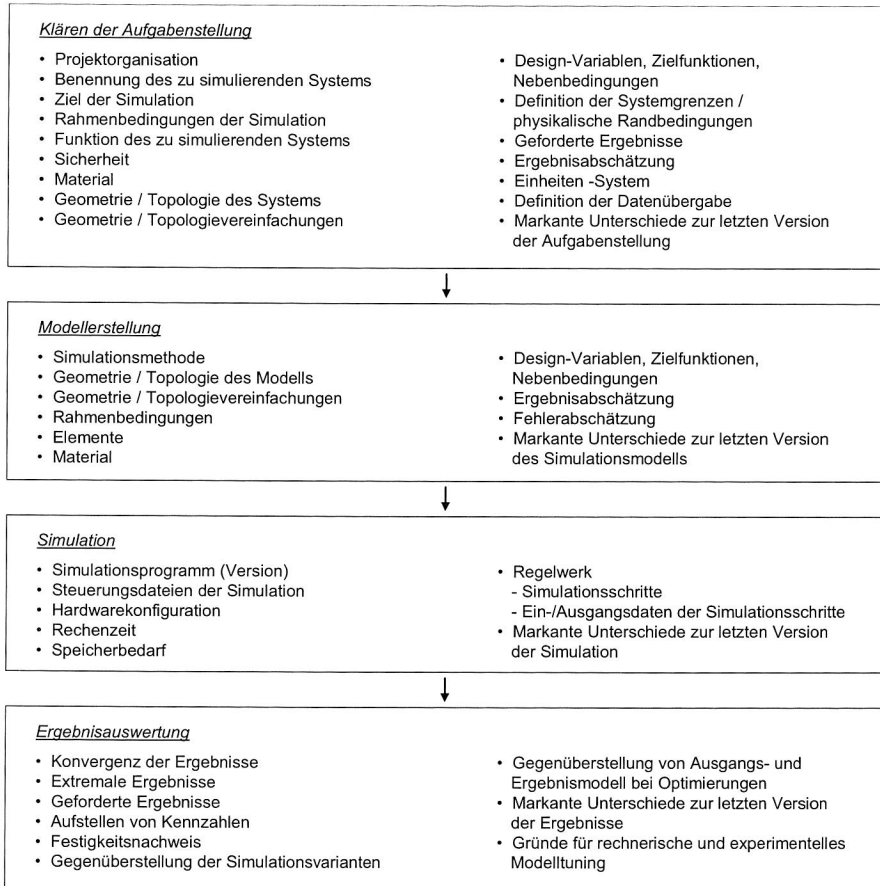 Klären der Aufgabenstellung
• Projektorganisation
• Benennung des zu simulierenden Systems
• Ziel der Simulation
• Rahmenbedingungen der Simulation
• Funktion des zu simulierenden Systems
• Sicherheit
• Material
• Geometrie / Topologie des Systems
• Geometrie / Topologievereinfachungen
• Design-Variablen, Zielfunktionen,
Nebenbedingungen
• Definition der Systemgrenzen /
physikalische Randbedingungen
• Geforderte Ergebnisse
• Ergebnisabschätzung
• Einheiten -System
• Definition der Datenübergabe
• Markante Unterschiede zur letzten Version
der Aufgabenstellung
Modellerstellung
• Simulationsmethode
• Geometrie / Topologie des Modells
• Geometrie / Topologievereinfachungen
• Rahmenbedingungen
• Elemente
• Material
• Design-Variablen, Zielfunktionen,
Nebenbedingungen
• Ergebnisabschätzung
• Fehlerabschätzung
• Markante Unterschiede zur letzten Version
des Simulationsmodells
Simulation
• Simulationsprogramm (Version)
• Steuerungsdateien der Simulation
• Hardwarekonfiguration
• Rechenzeit
• Speicherbedarf
• Regelwerk
- Simulationsschritte
- Ein-/Ausgangsdaten der Simulationsschritte
• Markante Unterschiede zur letzten Version
der Simulation
Ergebnisauswertung
• Konvergenz der Ergebnisse
• Extremale Ergebnisse
• Geforderte Ergebnisse
• Aufstellen von Kennzahlen
• Festigkeitsnachweis
• Gegenüberstellung der Simulationsvarianten
• Gegenüberstellung von Ausgangs- und
Ergebnismodell bei Optimierungen
• Markante Unterschiede zur letzten Version
der Ergebnisse
• Gründe für rechnerische und experimentelles
Modelltuning